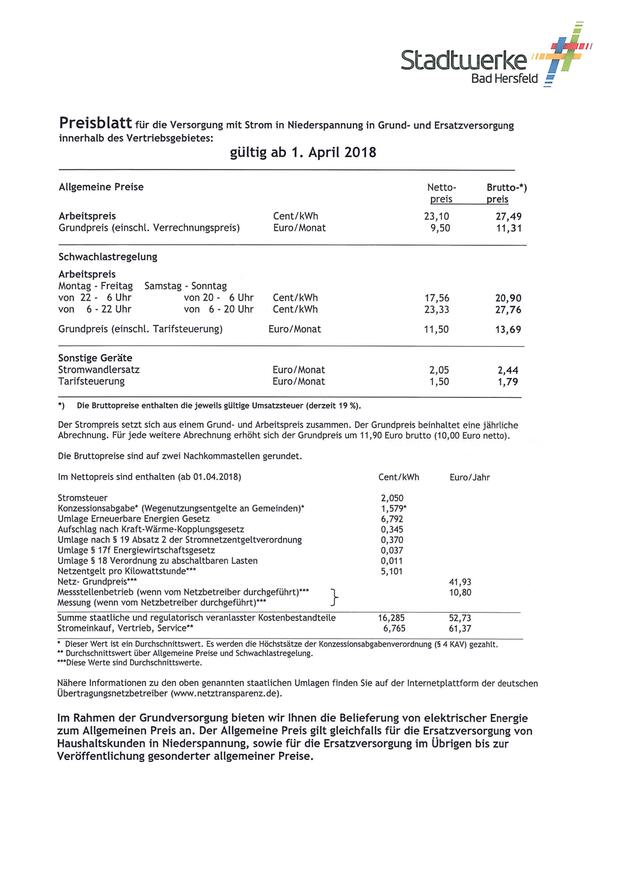 Stadtwerke
Bad Hersfeld
Preisblatt für die Versorgung mit Strom in Niederspannung in Grund- und Ersatzversorgung
innerhalb des Vertriebsgebietes:
gültig ab 1. April 2018
Allgemeine Preise Netto- Brutto-*)
preis preis
Arbeitspreis Cent/kWh 23,10 27,49
Grundpreis (einschl. Verrechnungspreis) Euro/Monat 9,50 11,31
Schwachlastregelung
Arbeitspreis
Montag - Freitag Samstag - Sonntag
von 22 - 6 Uhr von 20 - 6 Uhr Cent/kWh 17,56 20,90
von 6 - 22 Uhr von 6 - 20 Uhr Cent/kWh 23,33 27,76
Grundpreis (einschl. Tarifsteuerung) Euro/Monat 11,50 13,69
Sonstige Geräte
Stromwandlersatz Euro/Monat 2,05 2,44
Tarifsteuerung Euro/Monat 1,50 1,79
*) Die Bruttopreise enthalten die jeweils gültige Umsatzsteuer (derzeit 19 %).
Der Strompreis setzt sich aus einem Grund- und Arbeitspreis zusammen. Der Grundpreis beinhaltet eine jährliche
Abrechnung. Für jede weitere Abrechnung erhöht sich der Grundpreis um 11,90 Euro brutto (10,00 Euro netto).
Die Bruttopreise sind auf zwei Nachkommastellen gerundet.
Im Nettopreis sind enthalten (ab 01.04.2018) Cent/kWh Euro/Jahr
Stromsteuer 2,050
Konzessionsabgabe* (Wegenutzungsentgelte an Gemeinden)* 1,579*
Umlage Erneuerbare Energien Gesetz 6,792
Aufschlag nach Kraft-Wärme-Kopplungsgesetz 0,345
Umlage nach § 19 Absatz 2 der Stromnetzentgeltverordnung 0,370
Umlage § 17f Energiewirtschaftsgesetz 0,037
Umlage § 18 Verordnung zu abschaltbaren Lasten 0,011
Netzentgelt pro Kilowattstunde*** 5,101
Netz- Grundpreis*** 41,93
Messstellenbetrieb (wenn vom Netzbetreiber durchgeführt)*** 10,80
Messung (wenn vom Netzbetreiber durchgeführt)***
Summe staatliche und regulatorisch veranlasster Kostenbestandteile 16,285 52,73
Stromeinkauf, Vertrieb, Service** 6,765 61,37
* Dieser Wert ist ein Durchschnittswert. Es werden die Höchstsätze der Konzessionsabgabenverordnung (§ 4 KAV) gezahlt.
** Durchschnittswert über Allgemeine Preise und Schwachlastregelung.
***Diese Werte sind Durchschnittswerte.
Nähere Informationen zu den oben genannten staatlichen Umlagen finden Sie auf der Internetplattform der deutschen
Übertragungsnetzbetreiber (www.netztransparenz.de).
Im Rahmen der Grundversorgung bieten wir Ihnen die Belieferung von elektrischer Energie
zum Allgemeinen Preis an. Der Allgemeine Preis gilt gleichfalls für die Ersatzversorgung von
Haushaltskunden in Niederspannung, sowie für die Ersatzversorgung im Übrigen bis zur
Veröffentlichung gesonderter allgemeiner Preise.